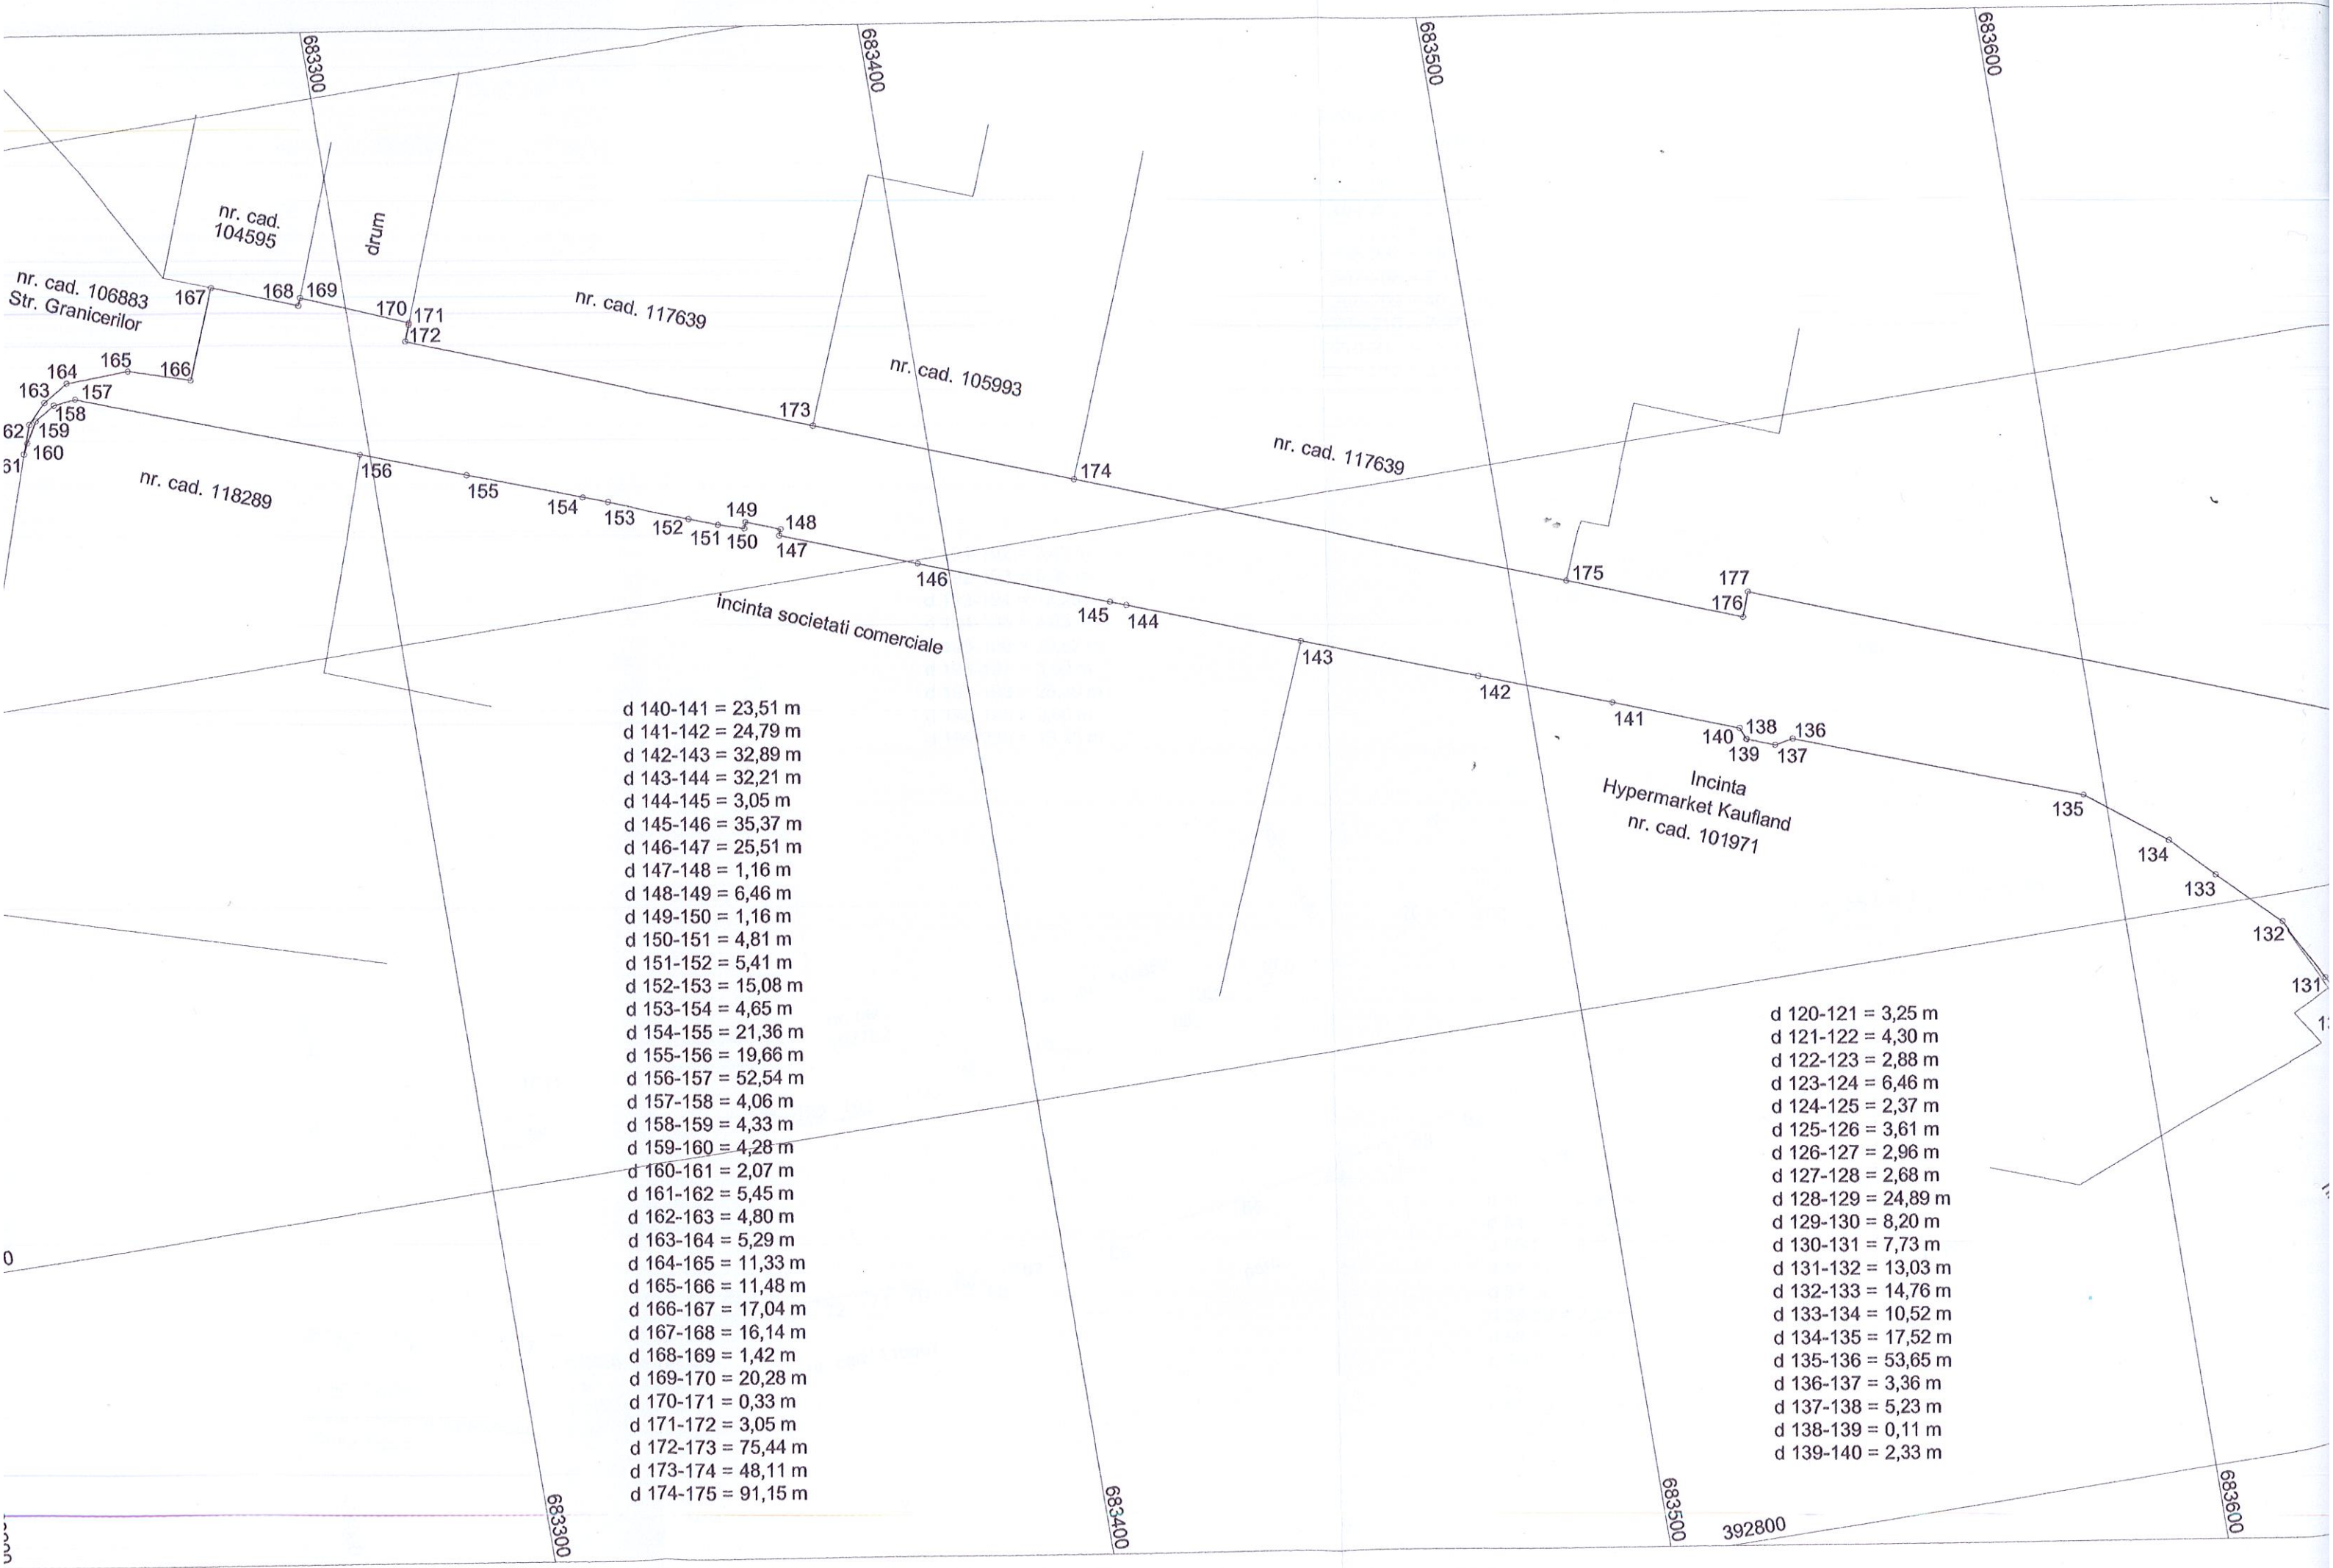 683300
683400
683500
683600
nr. cad.
104595
drum
nr. cad. 106883
Str. Granicerilor
167
168
169
170
171
172
nr. cad. 117639
164
165
166
163
157
158
62
159
160
61
nr. cad. 118289
156
155
154
153
152
151
150
149
148
147
173
nr. cad. 105993
174
nr. cad. 117639
146
145
144
incinta societati comerciale
143
142
141
175
177
176
140
138
139
137
136
Incinta
Hypermarket Kaufland
nr. cad. 101971
135
134
133
132
131
d 140-141 = 23,51 m
d 141-142 = 24,79 m
d 142-143 = 32,89 m
d 143-144 = 32,21 m
d 144-145 = 3,05 m
d 145-146 = 35,37 m
d 146-147 = 25,51 m
d 147-148 = 1,16 m
d 148-149 = 6,46 m
d 149-150 = 1,16 m
d 150-151 = 4,81 m
d 151-152 = 5,41 m
d 152-153 = 15,08 m
d 153-154 = 4,65 m
d 154-155 = 21,36 m
d 155-156 = 19,66 m
d 156-157 = 52,54 m
d 157-158 = 4,06 m
d 158-159 = 4,33 m
d 159-160 = 4,28 m
d 160-161 = 2,07 m
d 161-162 = 5,45 m
d 162-163 = 4,80 m
d 163-164 = 5,29 m
d 164-165 = 11,33 m
d 165-166 = 11,48 m
d 166-167 = 17,04 m
d 167-168 = 16,14 m
d 168-169 = 1,42 m
d 169-170 = 20,28 m
d 170-171 = 0,33 m
d 171-172 = 3,05 m
d 172-173 = 75,44 m
d 173-174 = 48,11 m
d 174-175 = 91,15 m
d 120-121 = 3,25 m
d 121-122 = 4,30 m
d 122-123 = 2,88 m
d 123-124 = 6,46 m
d 124-125 = 2,37 m
d 125-126 = 3,61 m
d 126-127 = 2,96 m
d 127-128 = 2,68 m
d 128-129 = 24,89 m
d 129-130 = 8,20 m
d 130-131 = 7,73 m
d 131-132 = 13,03 m
d 132-133 = 14,76 m
d 133-134 = 10,52 m
d 134-135 = 17,52 m
d 135-136 = 53,65 m
d 136-137 = 3,36 m
d 137-138 = 5,23 m
d 138-139 = 0,11 m
d 139-140 = 2,33 m
0
683300
683400
683500
392800
683600